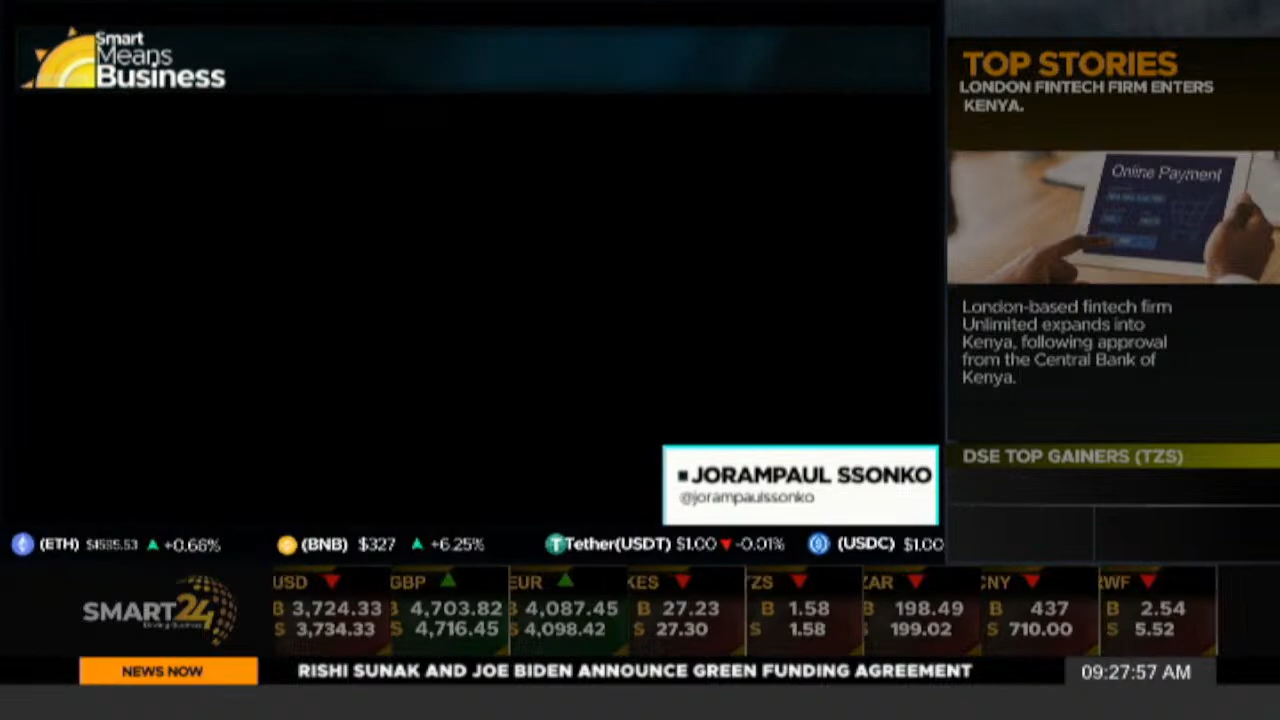 Smart
Means
Business
TOP STORIES
LONDON FINTECH FIRM ENTERS
KENYA.
Online Payment
London-based fintech firm
Unlimited expands into
Kenya, following approval
from the Central Bank of
Kenya.
DSE TOP GAINERS (TZS)
JORAMPAUL SSONKO
@jorampaulssonko
(ETH) $1585.53 +0.66% (BNB) $327 +6.25% Tether(USDT) $1.00 -0.01% (USDC) $1.00
SMART24
USD GBP EUR KES TZS ZAR CNY RWF
B 3,724.33 B 4,703.82 B 4,087.45 B 27.23 B 1.58 B 198.49 B 437 B 2.54
S 3,734.33 S 4,716.45 S 4,098.42 S 27.30 S 1.58 S 199.02 S 710.00 S 5.52
NEWS NOW RISHI SUNAK AND JOE BIDEN ANNOUNCE GREEN FUNDING AGREEMENT 09:27:57 AM